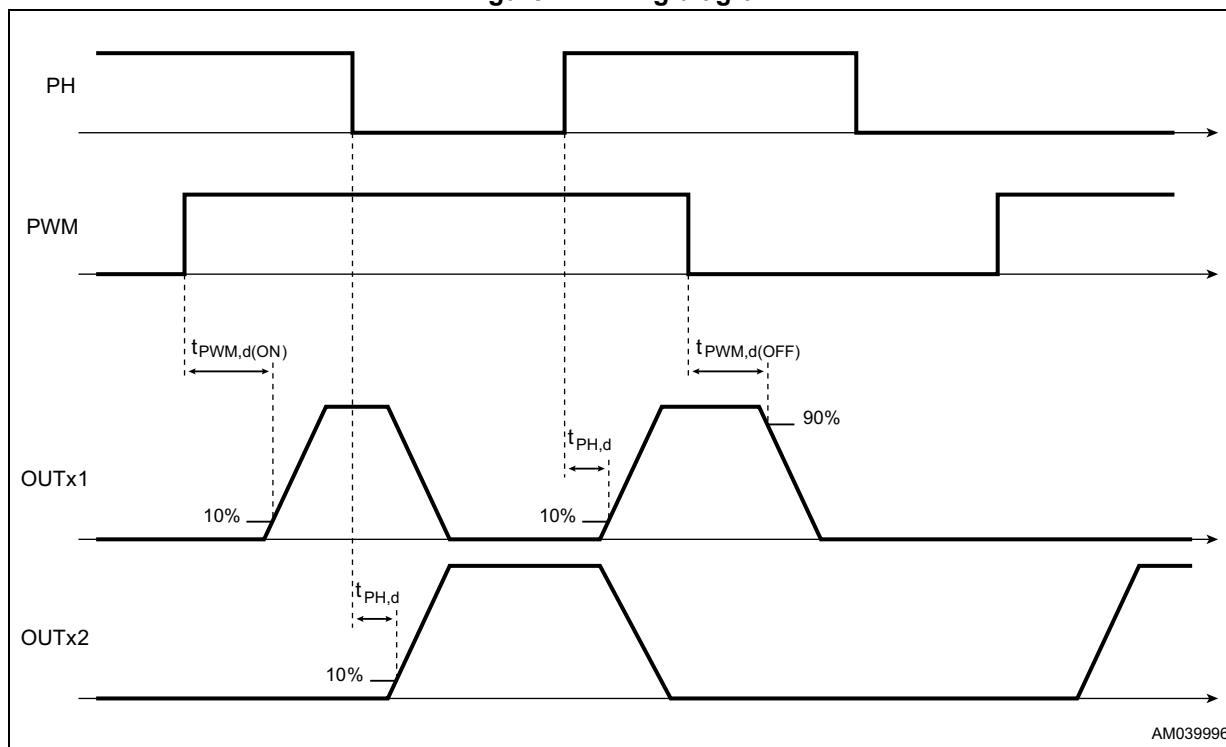 PH
PWM
tPWM,d(ON)
tPWM,d(OFF)
90%
tPH,d
OUTx1
10%
10%
tPH,d
OUTx2
10%
AM039996